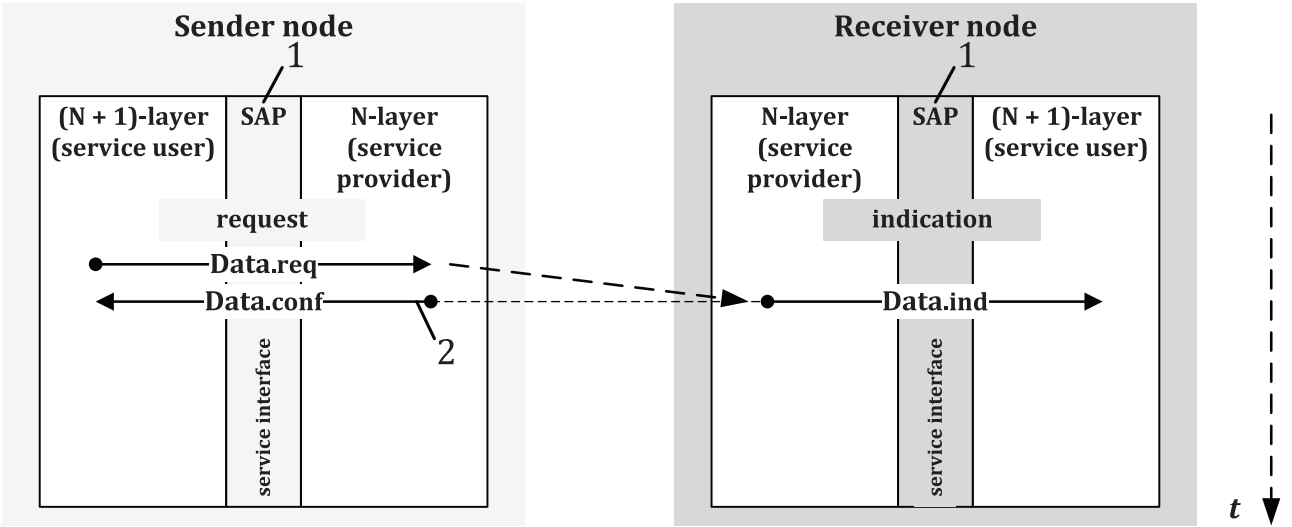 Sender node
1
(N + 1)-layer
(service user)
SAP
N-layer
(service
provider)
request
Data.req
Data.conf
2
service interface
Receiver node
1
N-layer
(service
provider)
SAP
(N + 1)-layer
(service user)
indication
Data.ind
service interface
t